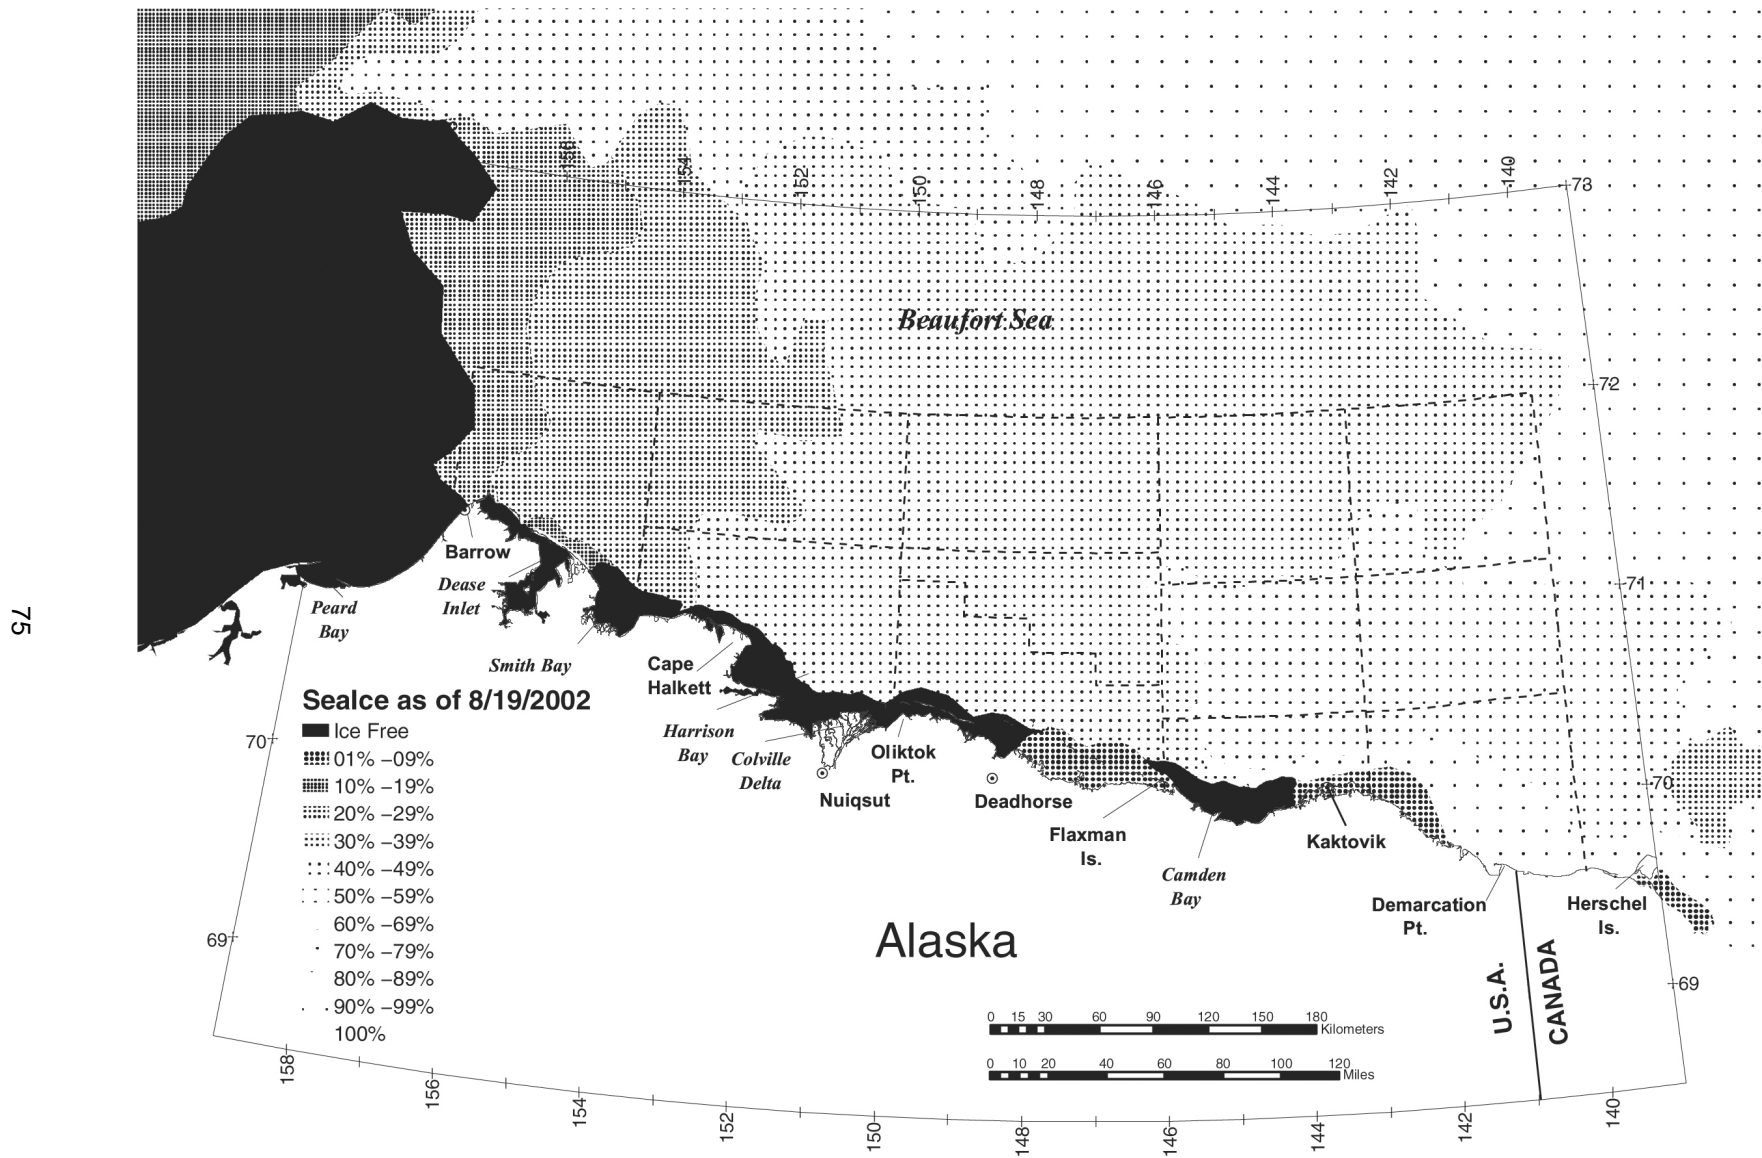 156
154
152
150
148
146
144
142
140
73
Beaufort Sea
72
71
Barrow
Dease
Inlet
Peard
Bay
75
Smith Bay
Cape
Halkett
SeaIce as of 8/19/2002
Ice Free
01% –09%
10% –19%
20% –29%
30% –39%
40% –49%
50% –59%
60% –69%
70% –79%
80% –89%
90% –99%
100%
Harrison
Bay
Colville
Delta
Oliktok
Pt.
Nuiqsut
Deadhorse
Flaxman
Is.
Kaktovik
Camden
Bay
Demarcation
Pt.
Herschel
Is.
70
70
69
69
Alaska
U.S.A.
CANADA
0 15 30 60 90 120 150 180
Kilometers
0 10 20 40 60 80 100 120
Miles
158
156
154
152
150
148
146
144
142
140